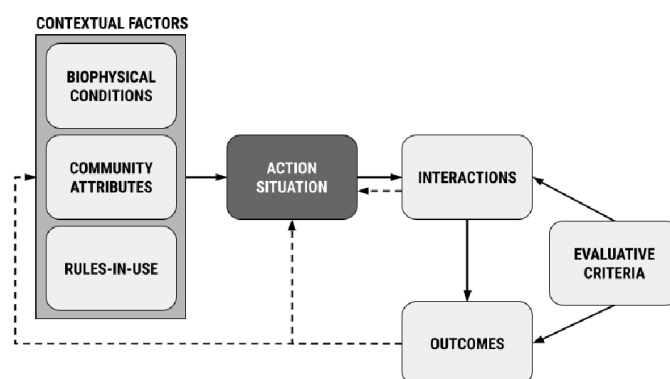 CONTEXTUAL FACTORS
BIOPHYSICAL
CONDITIONS
COMMUNITY
ATTRIBUTES
RULES-IN-USE
ACTION
SITUATION
INTERACTIONS
EVALUATIVE
CRITERIA
OUTCOMES